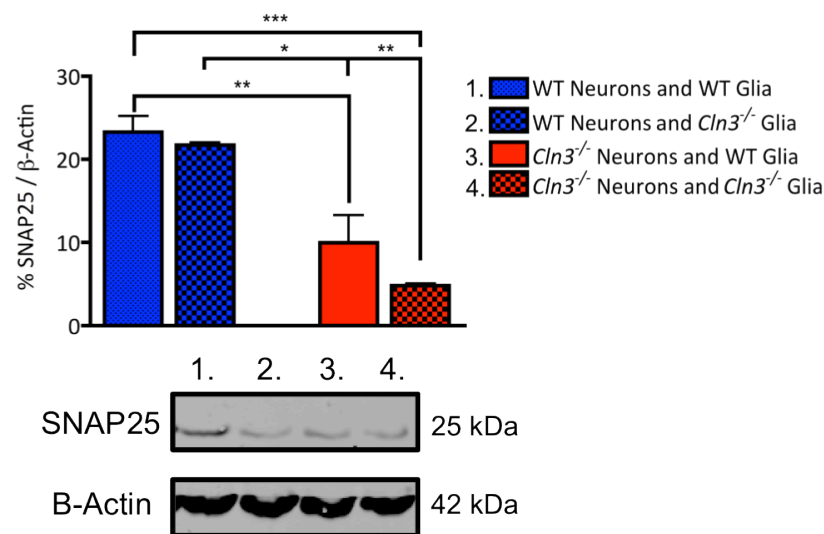 ***
* **
**
% SNAP25 / β-Actin
30
20
10
0
1. WT Neurons and WT Glia
2. WT Neurons and Cln3-/- Glia
3. Cln3-/- Neurons and WT Glia
4. Cln3-/- Neurons and Cln3-/- Glia
1. 2. 3. 4.
SNAP25 25 kDa
B-Actin 42 kDa